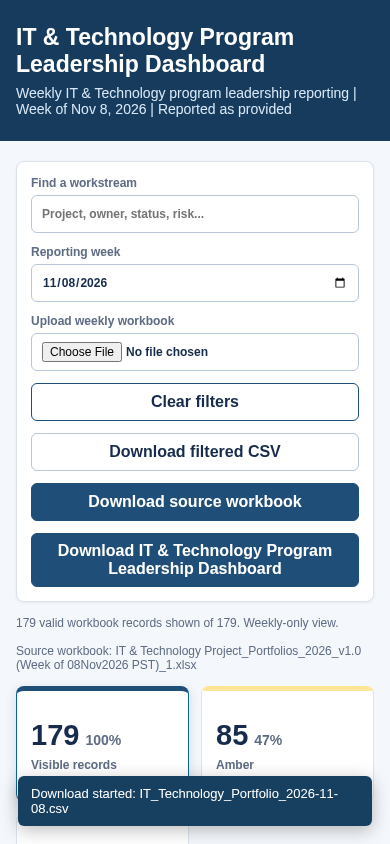 IT & Technology Program
Leadership Dashboard
Weekly IT & Technology program leadership reporting |
Week of Nov 8, 2026 | Reported as provided
Find a workstream
Project, owner, status, risk...
Reporting week
11/08/2026
Upload weekly workbook
Choose File No file chosen
Clear filters
Download filtered CSV
Download source workbook
Download IT & Technology Program
Leadership Dashboard
179 valid workbook records shown of 179. Weekly-only view.
Source workbook: IT & Technology Project_Portfolios_2026_v1.0
(Week of 08Nov2026 PST)_1.xlsx
179 100%
Visible records
85 47%
Amber
Download started: IT_Technology_Portfolio_2026-11-
08.csv